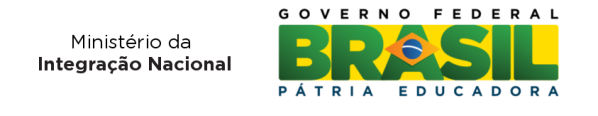 Ministério da
Integração Nacional
GOVERNO FEDERAL
BRASIL
PÁTRIA EDUCADORA